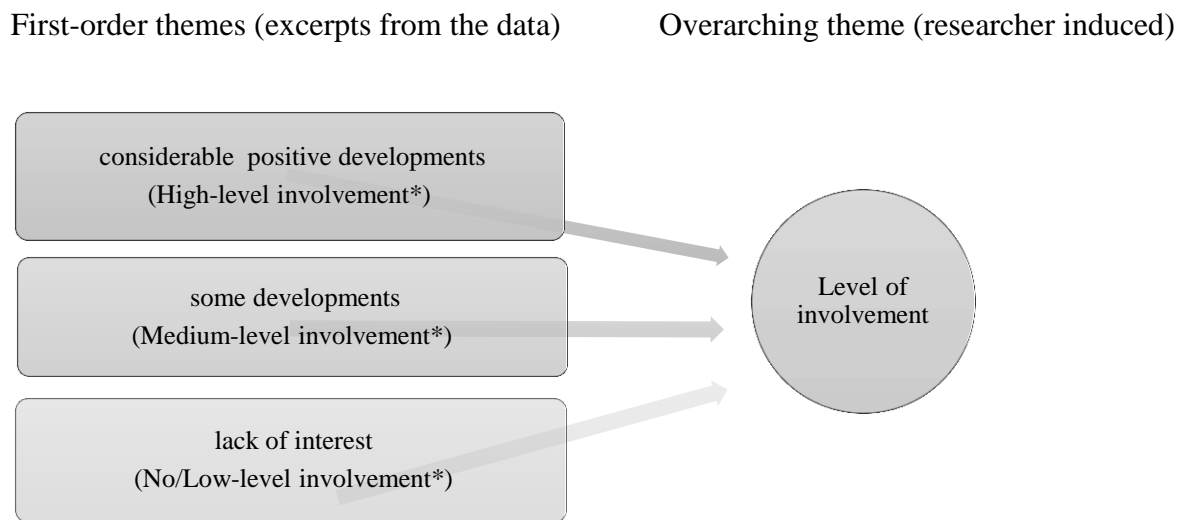 First-order themes (excerpts from the data)
Overarching theme (researcher induced)
considerable  positive developments
(High-level involvement*)
some developments
(Medium-level involvement*)
lack of interest
(No/Low-level involvement*)
Level of
involvement